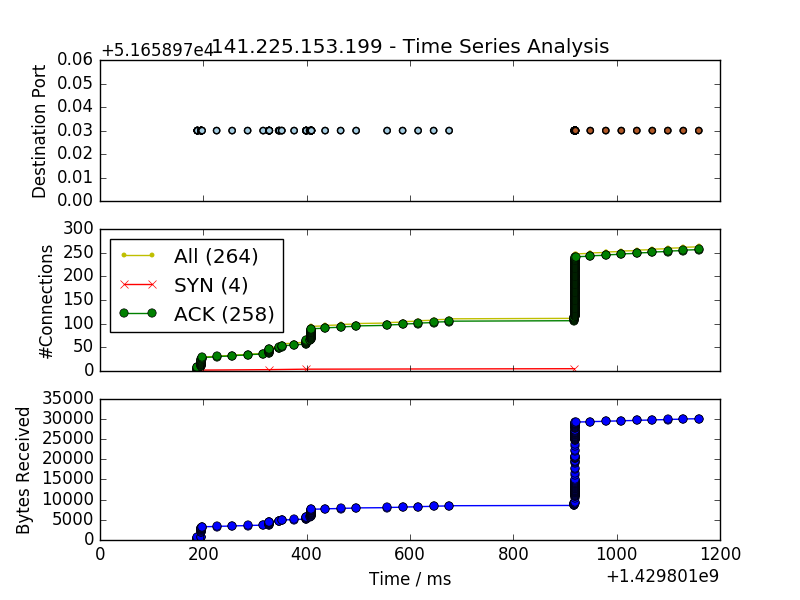 +5.165897e4
141.225.153.199 - Time Series Analysis
Destination Port
0.06
0.05
0.04
0.03
0.02
0.01
0.00
#Connections
300
250
200
150
100
50
0
All (264)
SYN (4)
ACK (258)
Bytes Received
35000
30000
25000
20000
15000
10000
5000
0
0 200 400 600 800 1000 1200
Time / ms
+1.429801e9